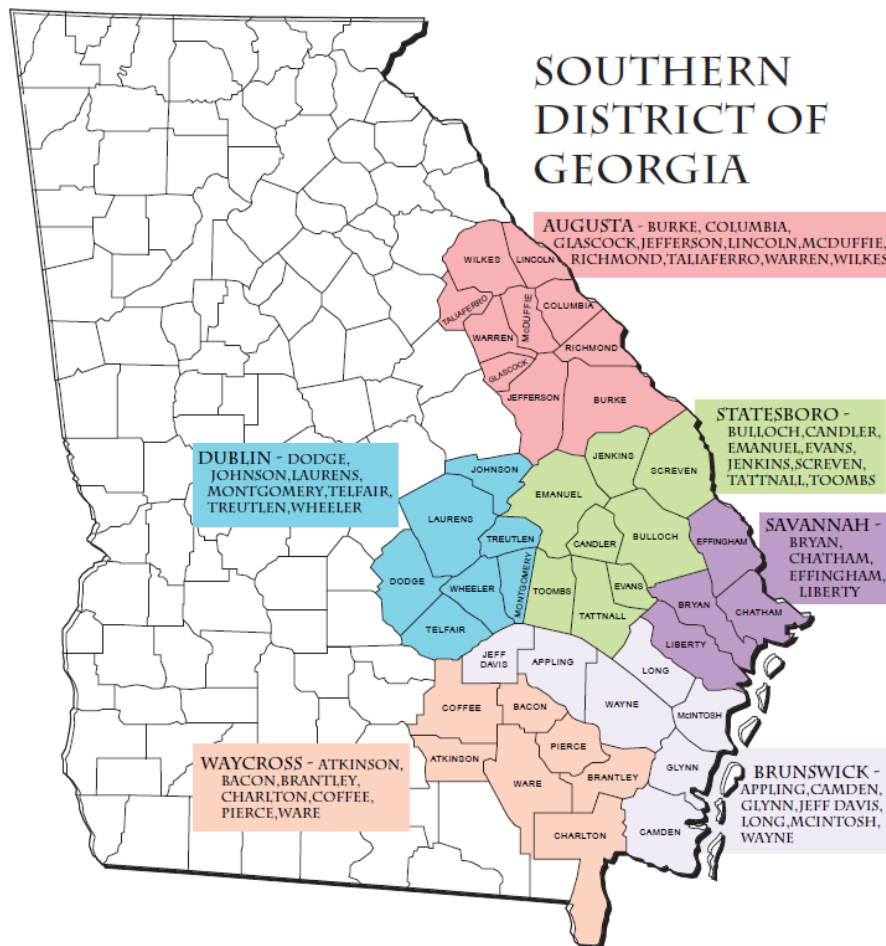 SOUTHERN
DISTRICT OF
GEORGIA
AUGUSTA - BURKE, COLUMBIA,
GLASCOCK,JEFFERSON,LINCOLN,MCDUFFIE,
RICHMOND,TALIAFERRO,WARREN,WILKES
WILKES
LINCOLN
TALIAFERRO
McDUFFIE
COLUMBIA
WARREN
RICHMOND
GLASCOCK
JEFFERSON
BURKE
STATESBORO -
BULLOCH,CANDLER,
EMANUEL,EVANS,
JENKINS,SCREVEN,
TATTNALL,TOOMBS
DUBLIN - DODGE,
JOHNSON,LAURENS,
MONTGOMERY,TELFAIR,
TREUTLEN,WHEELER
JENKINS
SCREVEN
JOHNSON
EMANUEL
LAURENS
TREUTLEN
CANDLER
BULLOCH
EFFINGHAM
SAVANNAH -
BRYAN,
CHATHAM,
EFFINGHAM,
LIBERTY
DODGE
WHEELER
MONTGOMERY
TOOMBS
EVANS
TATTNALL
BRYAN
CHATHAM
TELFAIR
LIBERTY
JEFF
DAVIS
APPLING
LONG
COFFEE
BACON
WAYNE
McINTOSH
PIERCE
WAYCROSS - ATKINSON,
BACON,BRANTLEY,
CHARLTON,COFFEE,
PIERCE,WARE
ATKINSON
WARE
BRANTLEY
GLYNN
BRUNSWICK -
APPLING,CAMDEN,
GLYNN,JEFF DAVIS,
LONG,MCINTOSH,
WAYNE
CHARLTON
CAMDEN